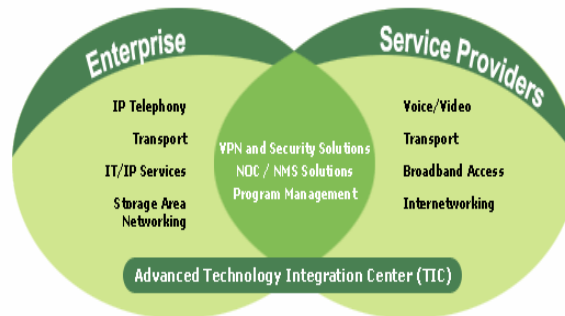 Enterprise
Service Providers
IP Telephony
Transport
IT/IP Services
Storage Area
Networking
VPN and Security Solutions
NOC / NMS Solutions
Program Management
Voice/Video
Transport
Broadband Access
Internetworking
Advanced Technology Integration Center (TIC)